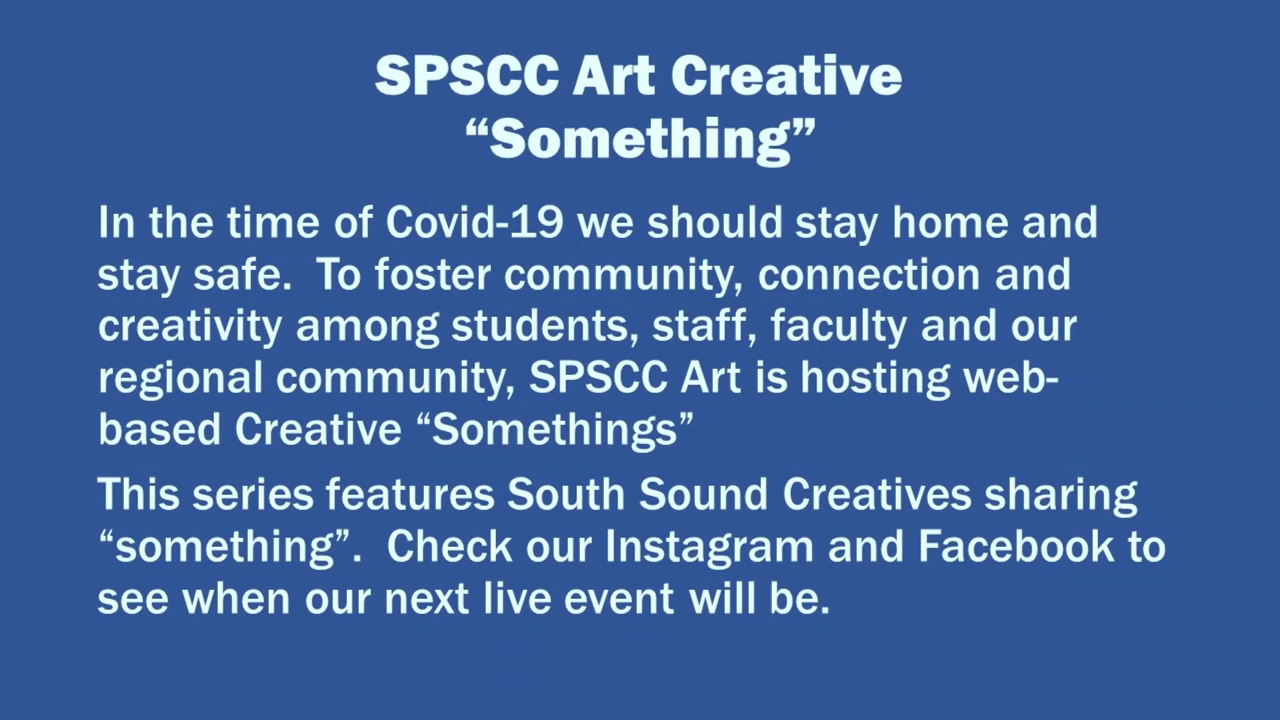 SPSCC Art Creative
“Something”
In the time of Covid-19 we should stay home and
stay safe.  To foster community, connection and
creativity among students, staff, faculty and our
regional community, SPSCC Art is hosting web-
based Creative “Somethings”
This series features South Sound Creatives sharing
“something”.  Check our Instagram and Facebook to
see when our next live event will be.